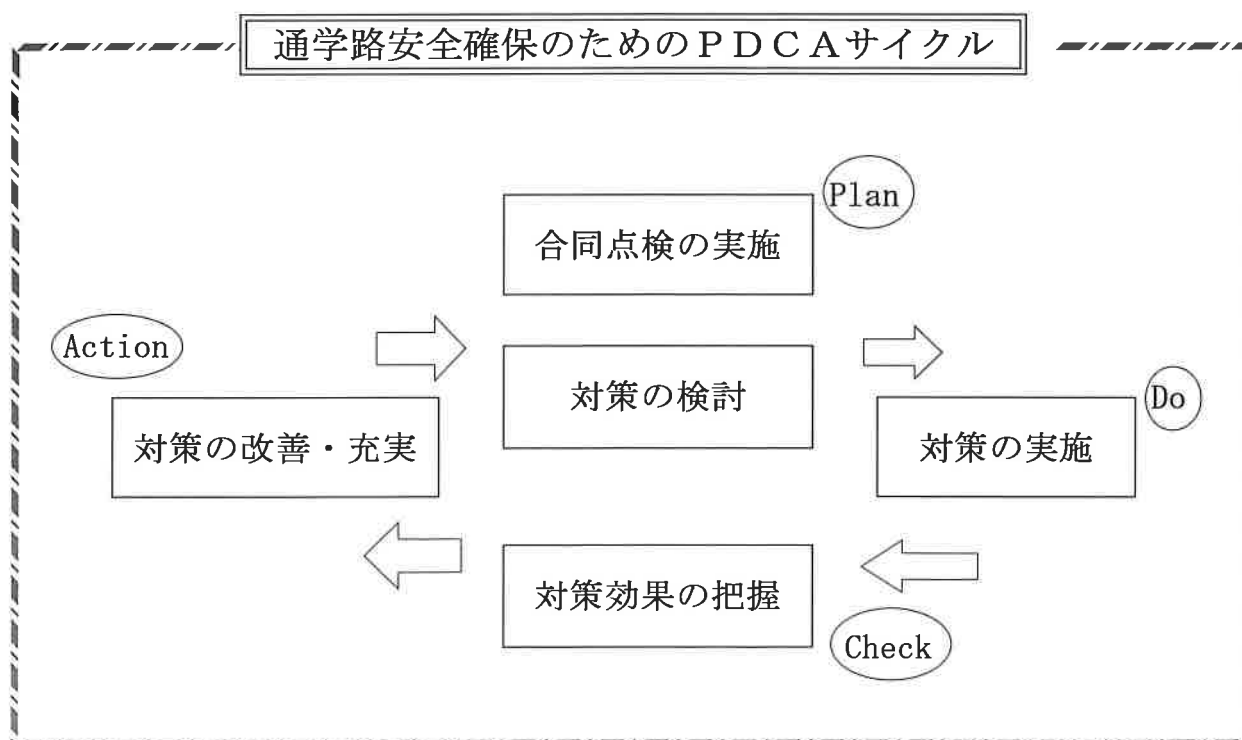 通学路安全確保のためのＰＤＣＡサイクル
Plan
合同点検の実施
Action
対策の検討
Do
対策の改善・充実
対策の実施
対策効果の把握
Check